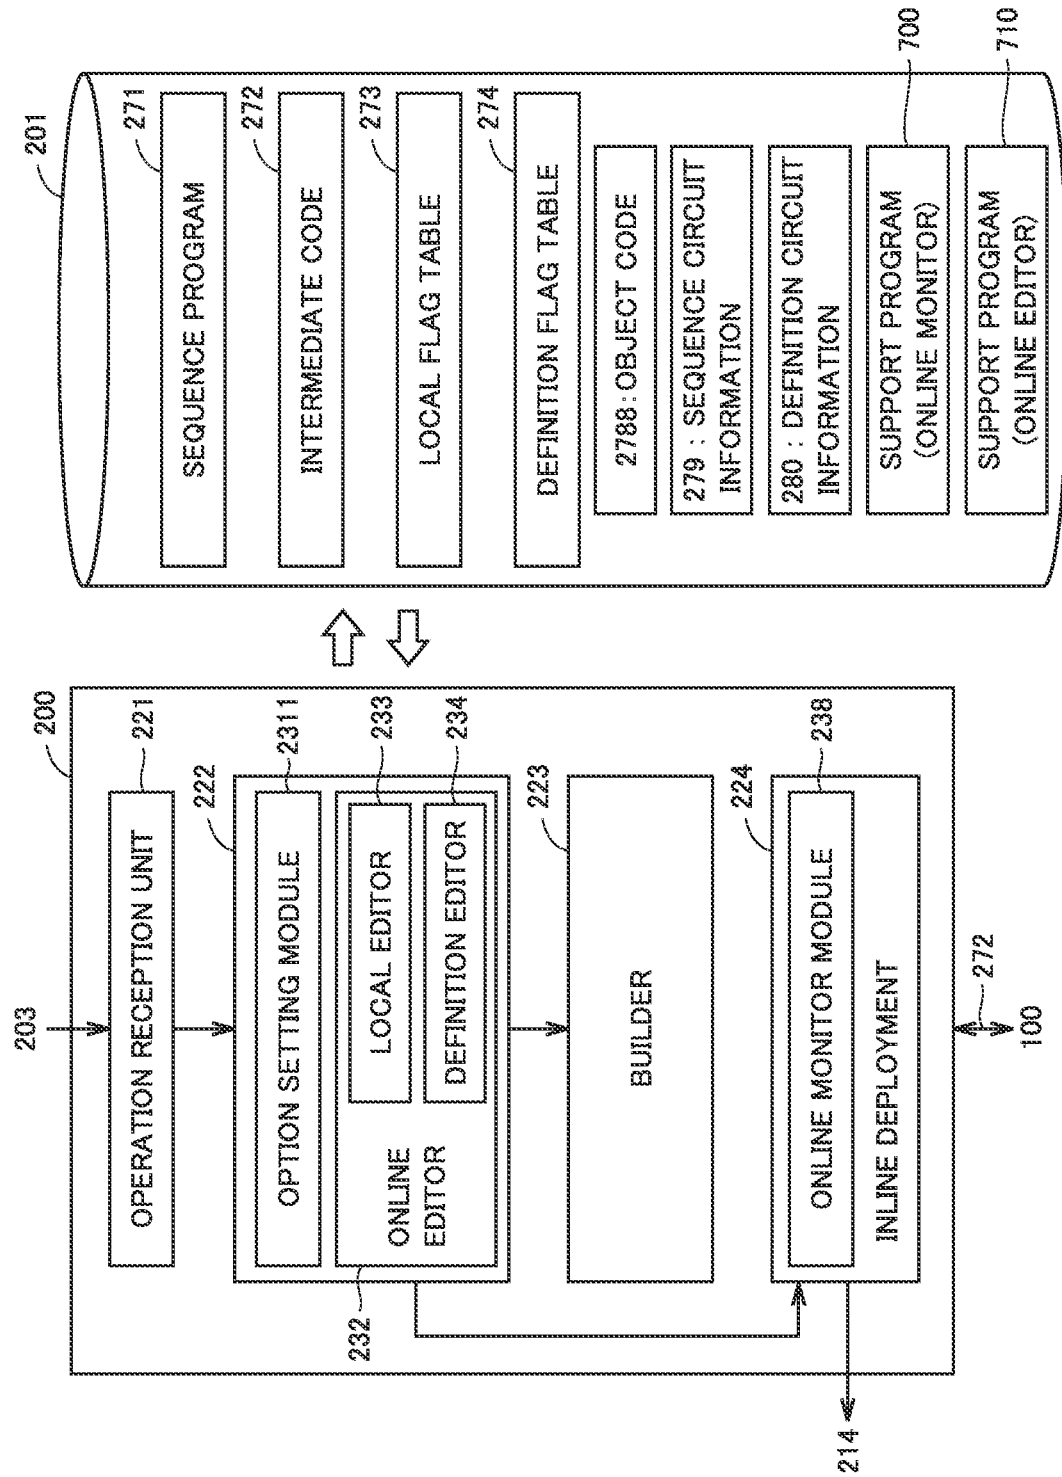 203
200
OPERATION RECEPTION UNIT
221
222
OPTION SETTING MODULE
2311
232
ONLINE
EDITOR
LOCAL EDITOR
233
DEFINITION EDITOR
234
BUILDER
223
224
ONLINE MONITOR MODULE
238
INLINE DEPLOYMENT
214
272
100
201
SEQUENCE PROGRAM
271
INTERMEDIATE CODE
272
LOCAL FLAG TABLE
273
DEFINITION FLAG TABLE
274
2788:OBJECT CODE
279 : SEQUENCE CIRCUIT
INFORMATION
280 : DEFINITION CIRCUIT
INFORMATION
SUPPORT PROGRAM
(ONLINE MONITOR)
700
SUPPORT PROGRAM
(ONLINE EDITOR)
710